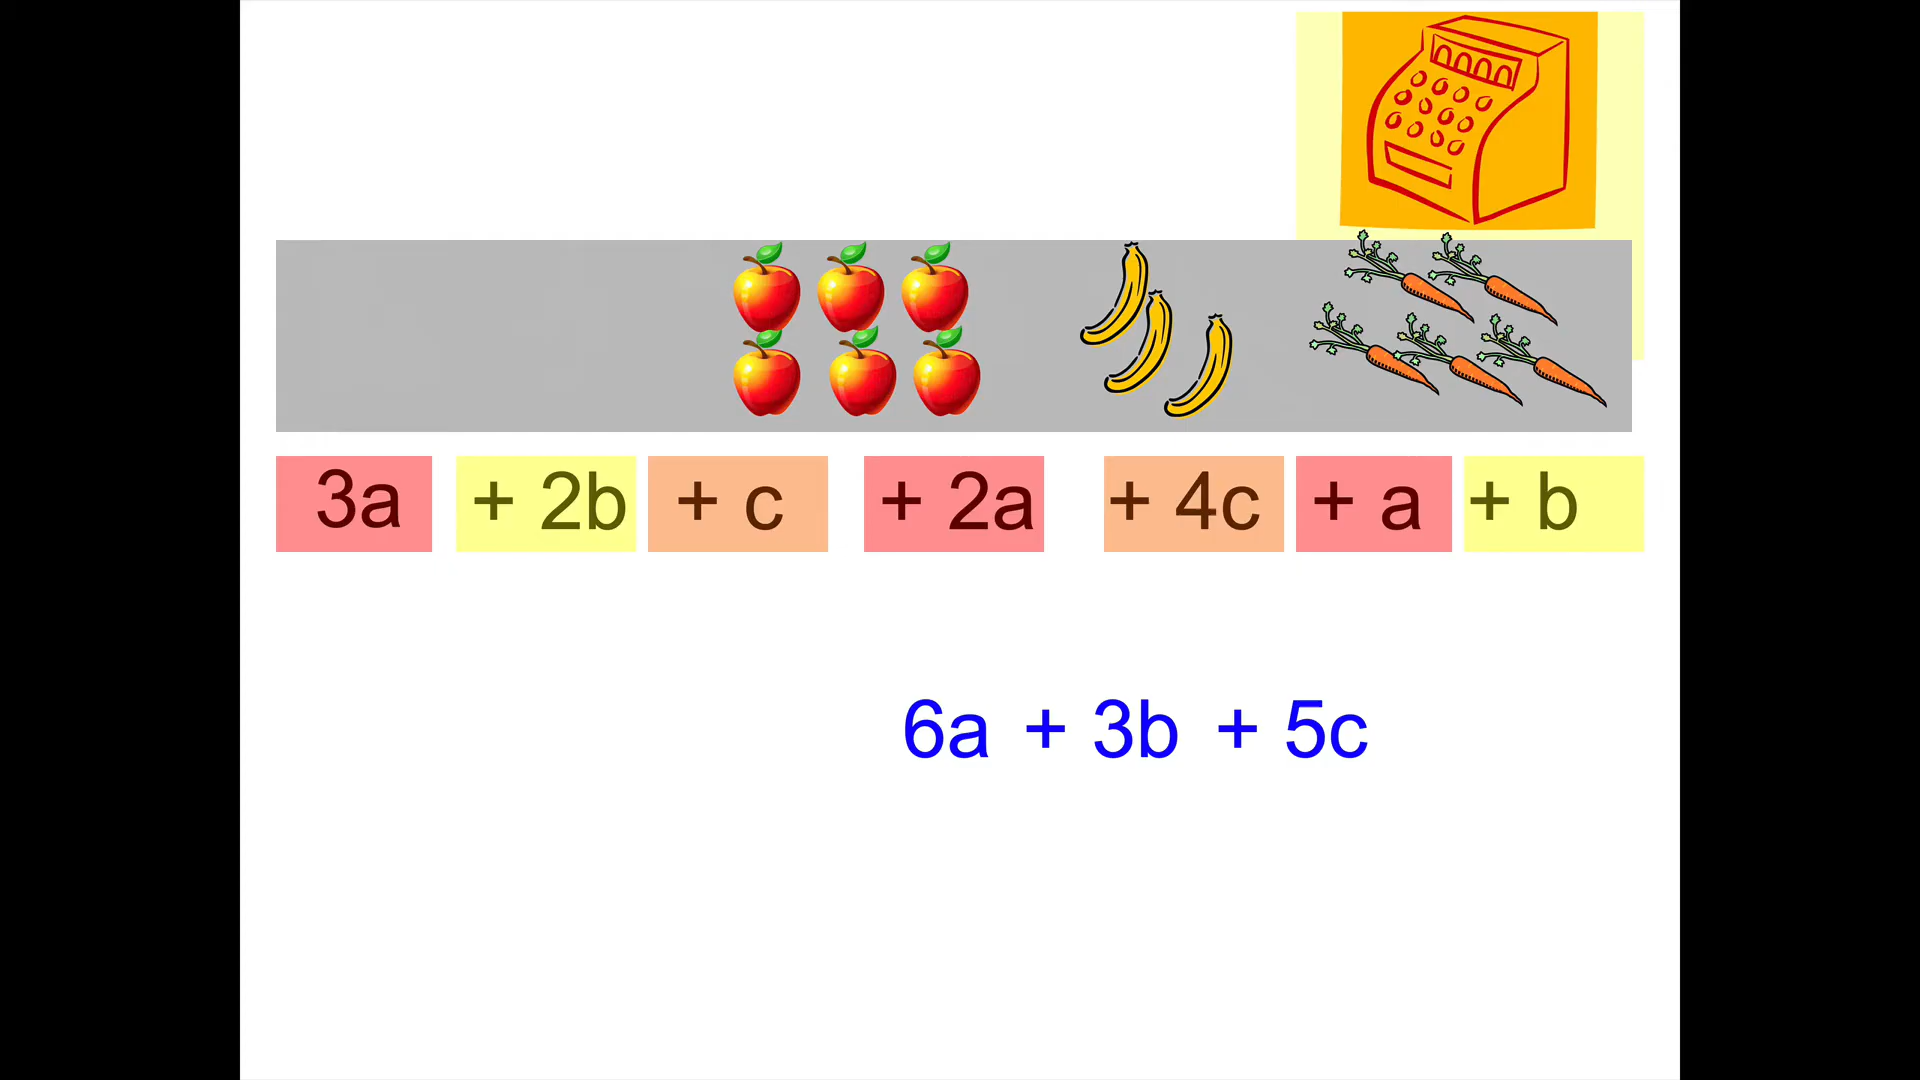 3a + 2b + c + 2a + 4c + a + b
6a + 3b + 5c